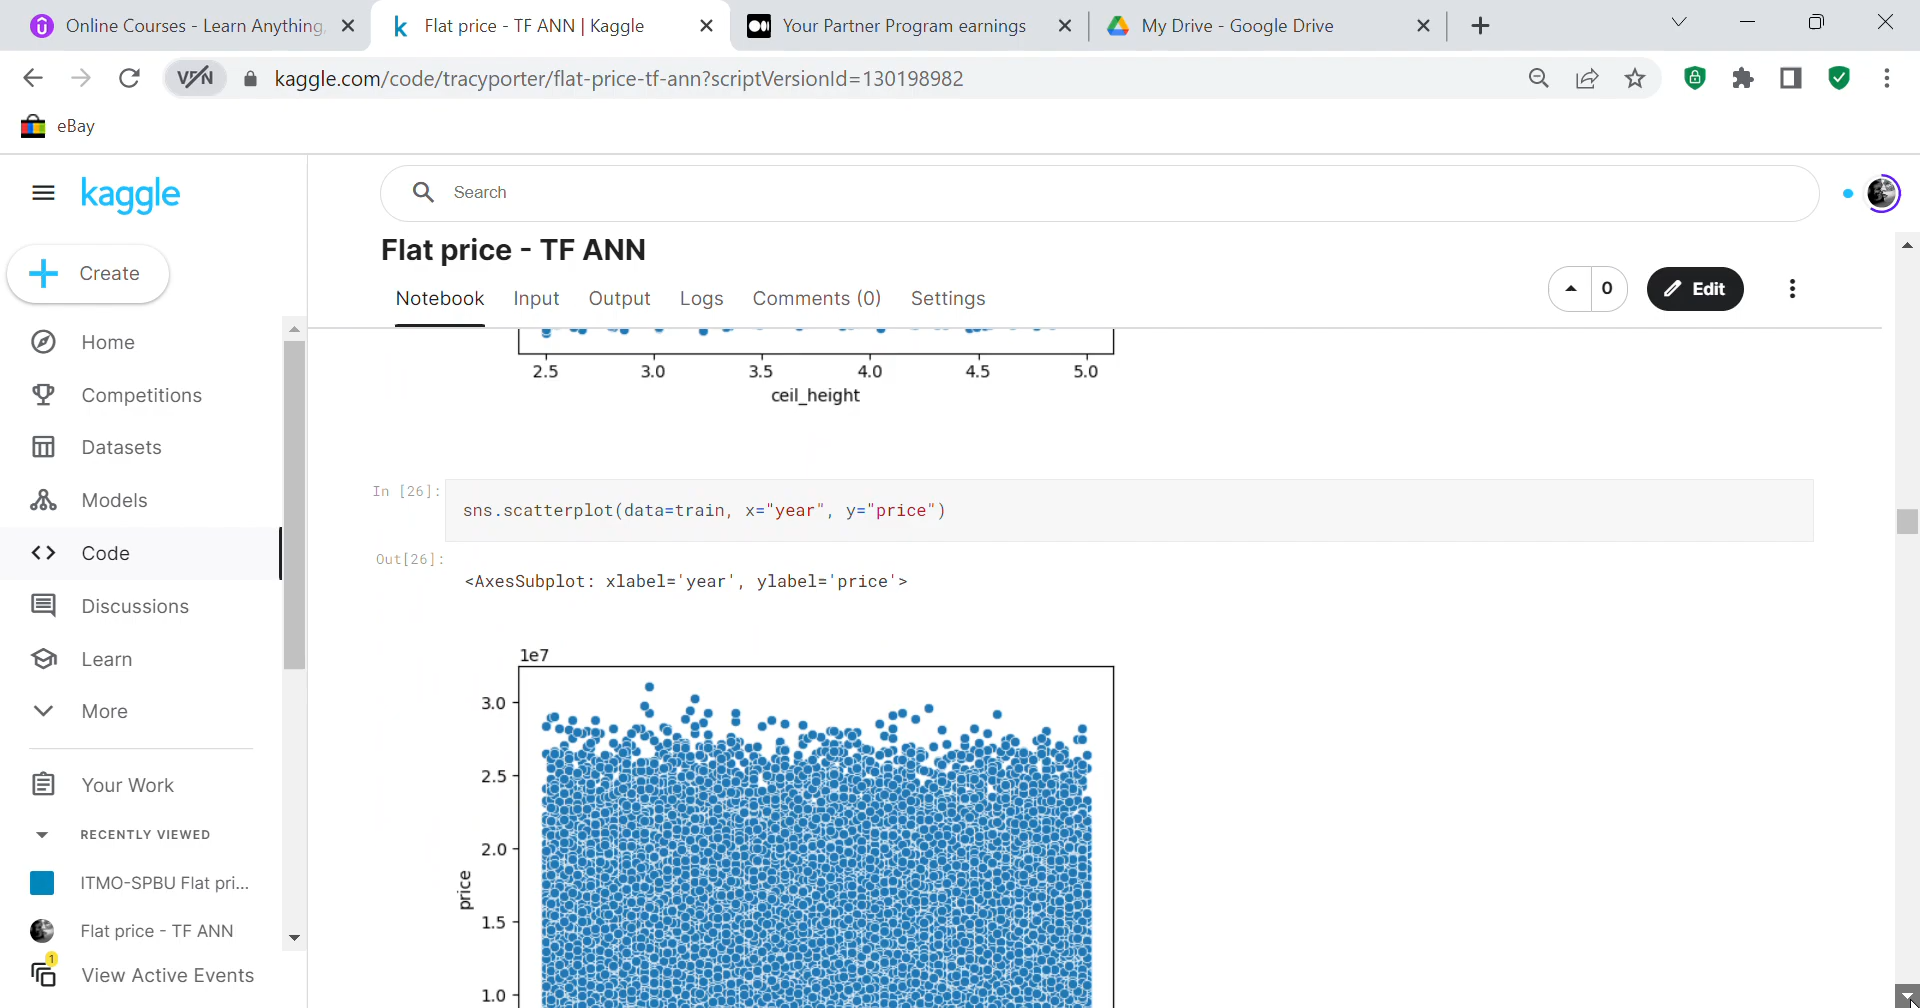 Online Courses - Learn Anything,
Flat price - TF ANN | Kaggle
Your Partner Program earnings
My Drive - Google Drive
VPN
kaggle.com/code/tracyporter/flat-price-tf-ann?scriptVersionId=130198982
eBay
kaggle
Search
Create
Flat price - TF ANN
Notebook Input Output Logs Comments (0) Settings
0
Edit
Home
Competitions
Datasets
Models
Code
Discussions
Learn
More
Your Work
RECENTLY VIEWED
ITMO-SPBU Flat pri...
Flat price - TF ANN
1
View Active Events
2.5 3.0 3.5 4.0 4.5 5.0
ceil_height
In [26]:
sns.scatterplot(data=train, x="year", y="price")
Out[26]:
<AxesSubplot: xlabel='year', ylabel='price'>
1e7
3.0
2.5
2.0
1.5
1.0
price